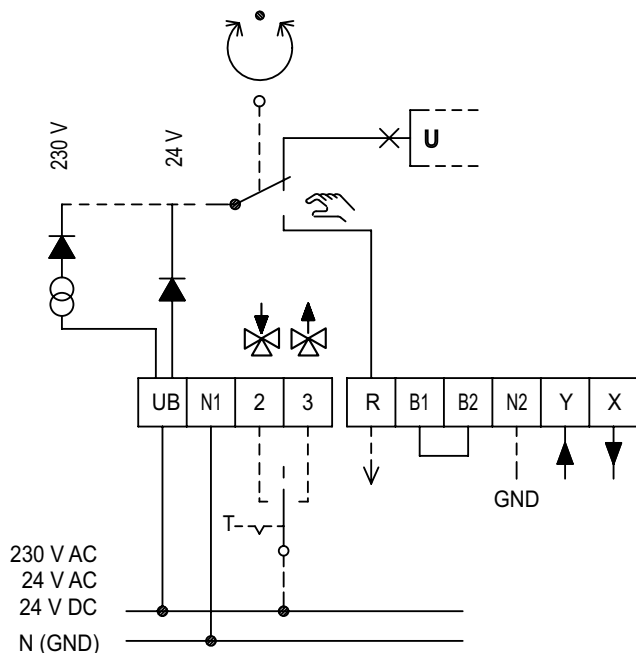 230 V
24 V
U
UB N1 2 3 R B1 B2 N2 Y X
GND
T
230 V AC
24 V AC
24 V DC
N (GND)